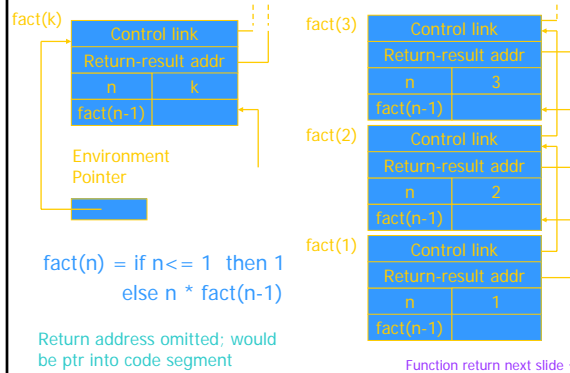 fact(k)
Control link
Return-result addr
n k
fact(n-1)
Environment
Pointer
fact(n) = if n<= 1 then 1
else n * fact(n-1)
Return address omitted; would
be ptr into code segment
fact(3)
Control link
Return-result addr
n 3
fact(n-1)
fact(2)
Control link
Return-result addr
n 2
fact(n-1)
fact(1)
Control link
Return-result addr
n 1
fact(n-1)
Function return next slide